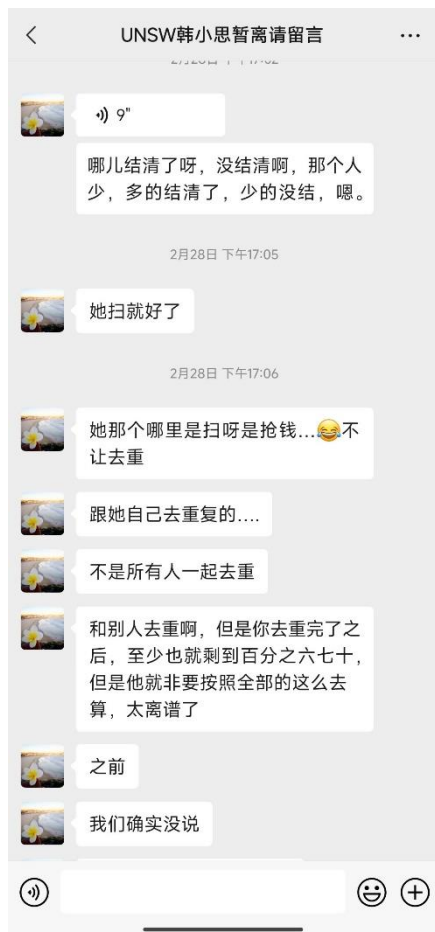 UNSW韩小思暂离请留言
9"
哪儿结清了呀，没结清啊，那个人
少，多的结清了，少的没结，嗯。
2月28日 下午17:05
她扫就好了
2月28日 下午17:06
她那个哪里是扫呀是抢钱...😂不
让去重
跟她自己去重复的....
不是所有人一起去重
和别人去重啊，但是你去重完了之
后，至少也就剩到百分之六七十，
但是他就非要按照全部的这么去
算，太离谱了
之前
我们确实没说